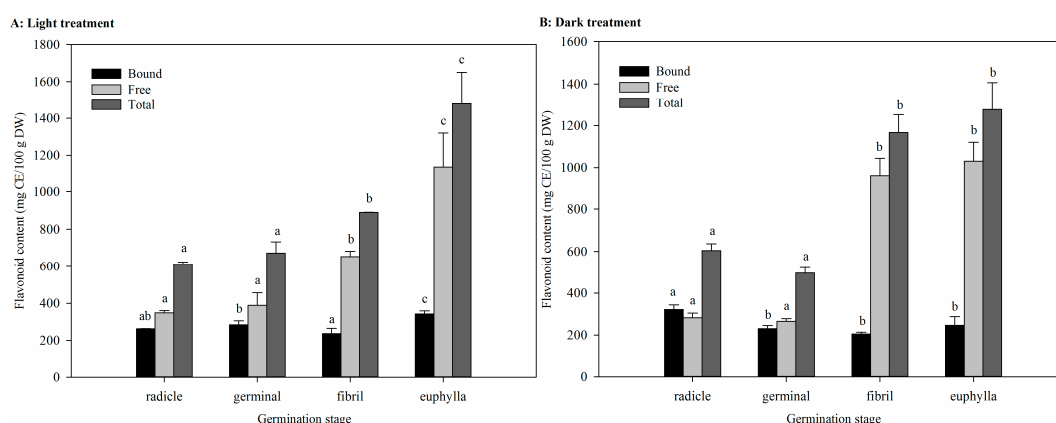 A: Light treatment
1800
1600
1400
1200
1000
800
600
400
200
0
Flavonoid content (mg CE/100 g DW)
Bound
Free
Total
ab
a
a
b
a
a
a
b
b
c
c
c
radicle
germinal
fibril
euphylla
Germination stage
B: Dark treatment
1600
1400
1200
1000
800
600
400
200
0
Flavonoid content (mg CE/100 g DW)
Bound
Free
Total
a
a
a
b
a
a
b
b
b
b
b
b
radicle
germinal
fibril
euphylla
Germination stage